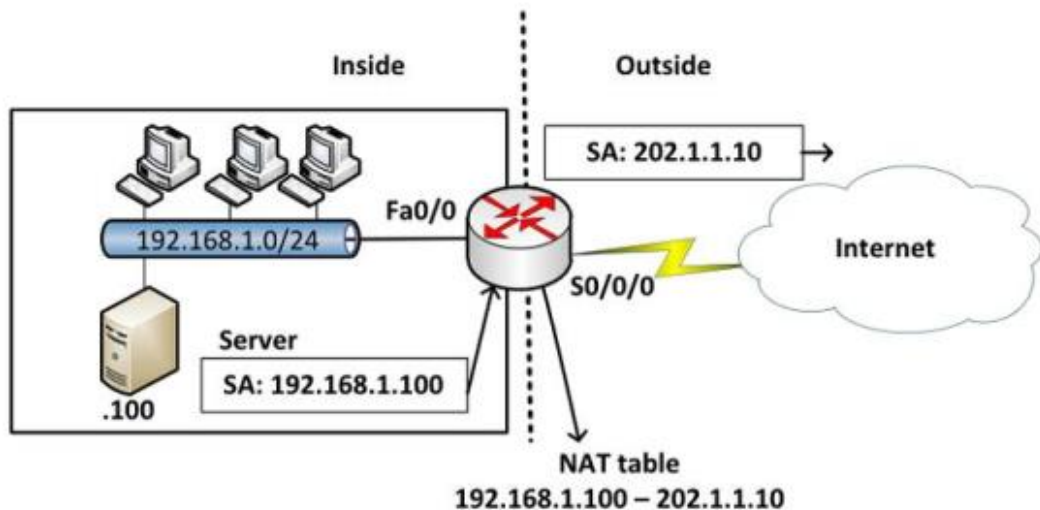 Inside
Outside
SA: 202.1.1.10
Fa0/0
192.168.1.0/24
Internet
S0/0/0
Server
SA: 192.168.1.100
.100
NAT table
192.168.1.100 – 202.1.1.10